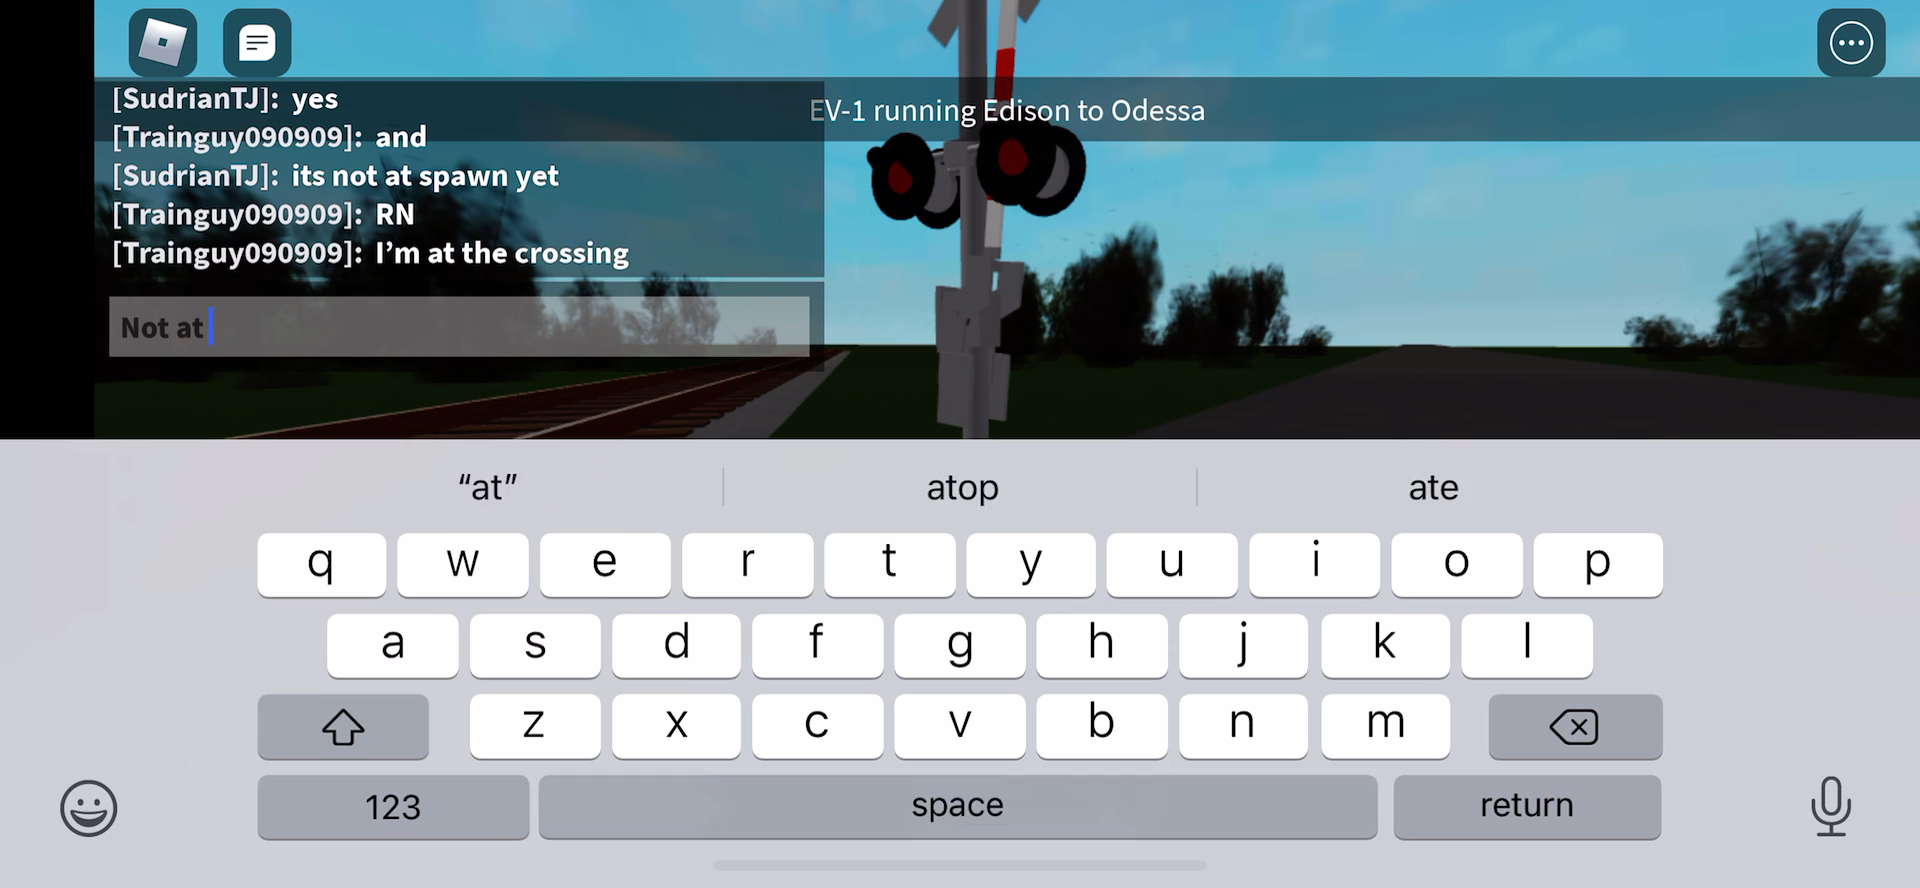 [SudrianTJ]: yes
EV-1 running Edison to Odessa
[Trainguy090909]: and
[SudrianTJ]: its not at spawn yet
[Trainguy090909]: RN
[Trainguy090909]: I’m at the crossing
Not at
“at” atop ate
q w e r t y u i o p
a s d f g h j k l
z x c v b n m
123 space return